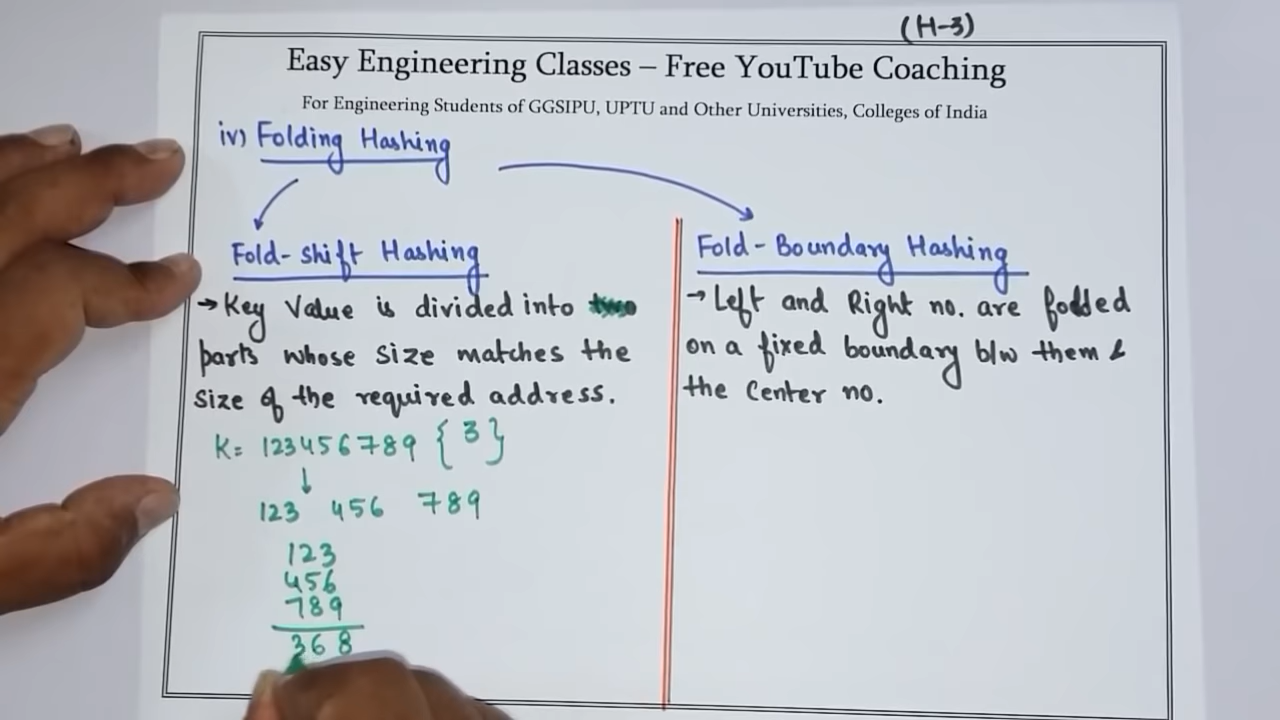 (H-3)
Easy Engineering Classes – Free YouTube Coaching
For Engineering Students of GGSIPU, UPTU and Other Universities, Colleges of India
iv) Folding Hashing
Fold-Shift Hashing
→ Key Value is divided into
parts whose size matches the
size of the required address.
K= 123456789 {3}
↓
123 456 789
123
456
789
368
Fold-Boundary Hashing
→ Left and Right no. are folded
on a fixed boundary b/w them &
the Center no.